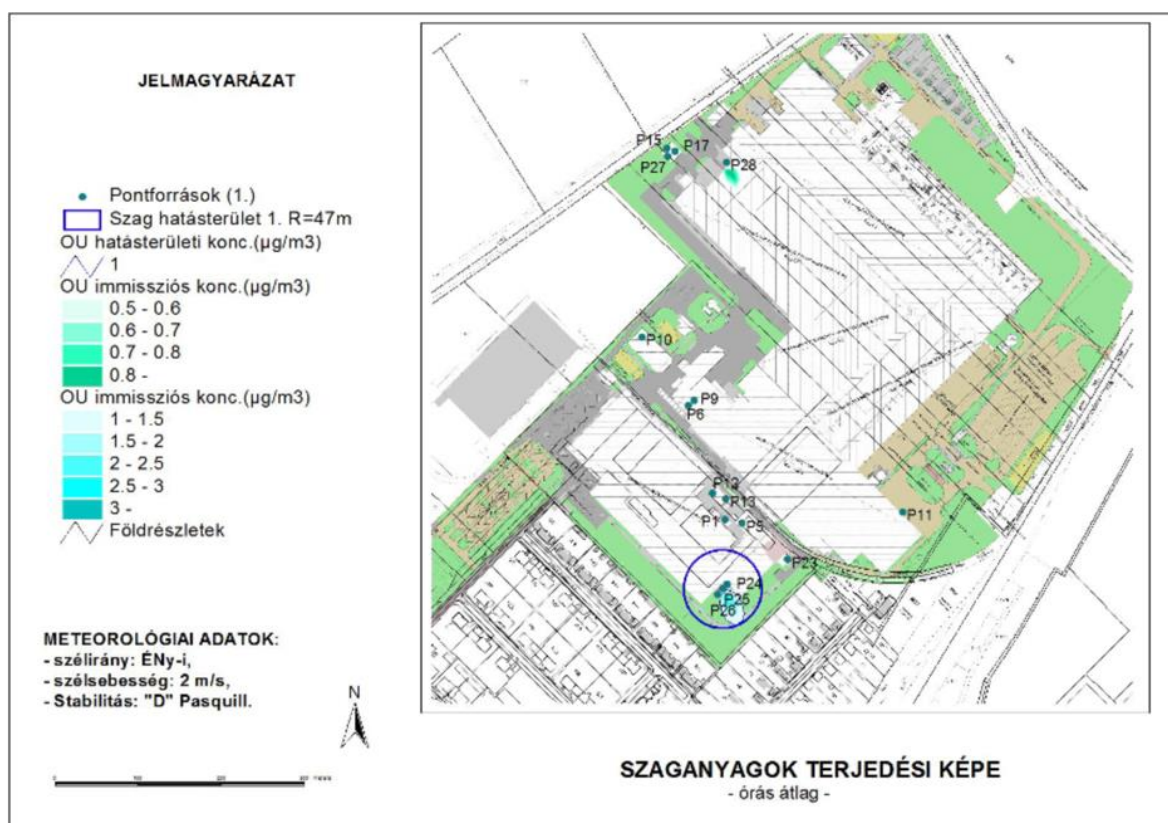 JELMAGYARÁZAT
Pontforrások (1.)
Szag hatásterület 1. R=47m
OU hatásterületi konc.(µg/m3)
1
OU immissziós konc.(µg/m3)
0.5 - 0.6
0.6 - 0.7
0.7 - 0.8
0.8 -
OU immissziós konc.(µg/m3)
1 - 1.5
1.5 - 2
2 - 2.5
2.5 - 3
3 -
Földrészletek
METEOROLÓGIAI ADATOK:
- szélirány: ÉNy-i,
- szélsebesség: 2 m/s,
- Stabilitás: "D" Pasquill.
N
P15
P17
P27
P28
P10
P9
P6
P12
P13
P1
P5
P11
P23
P24
P25
P26
SZAGANYAGOK TERJEDÉSI KÉPE
- órás átlag -